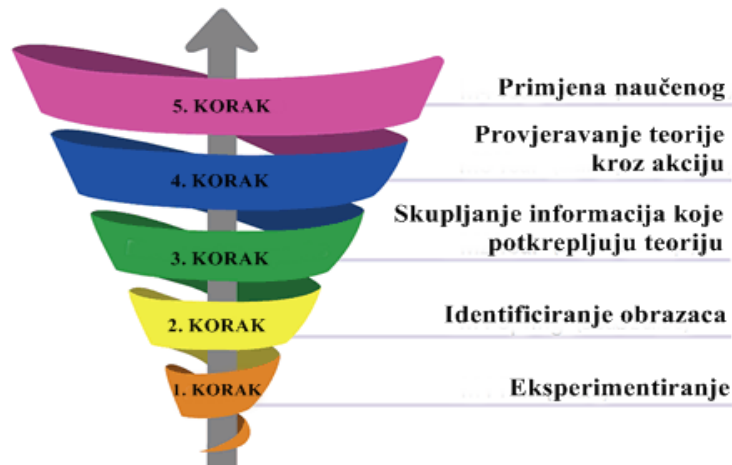 5. KORAK
Primjena naučenog
4. KORAK
Provjeravanje teorije
kroz akciju
3. KORAK
Skupljanje informacija koje
potkrepljuju teoriju
2. KORAK
Identificiranje obrazaca
1. KORAK
Eksperimentiranje